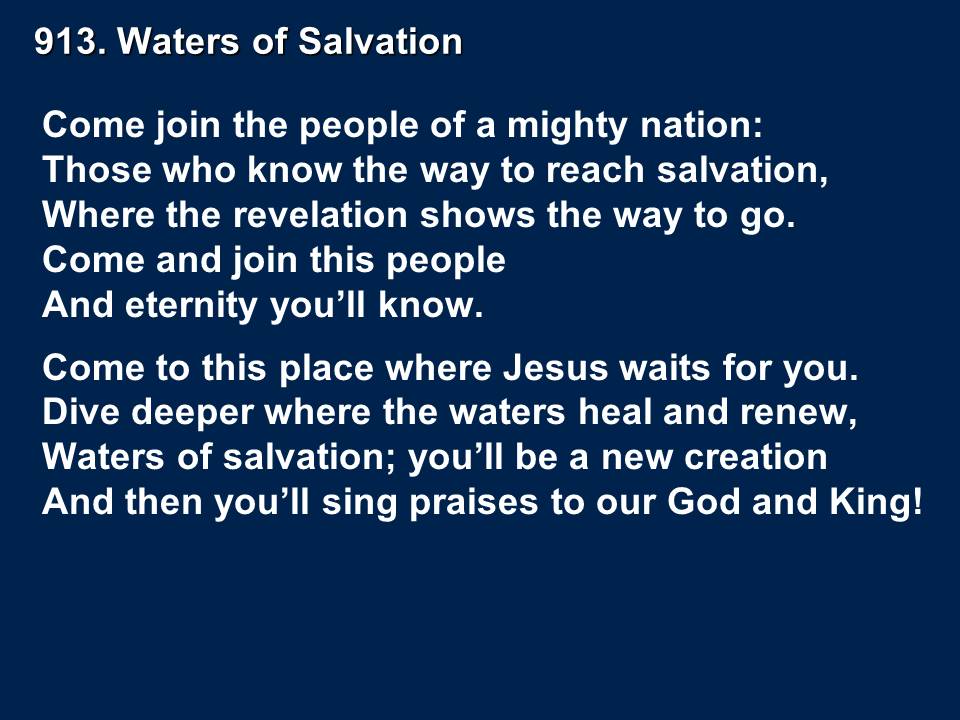 913. Waters of Salvation
Come join the people of a mighty nation:
Those who know the way to reach salvation,
Where the revelation shows the way to go.
Come and join this people
And eternity you’ll know.
Come to this place where Jesus waits for you.
Dive deeper where the waters heal and renew,
Waters of salvation; you’ll be a new creation
And then you’ll sing praises to our God and King!